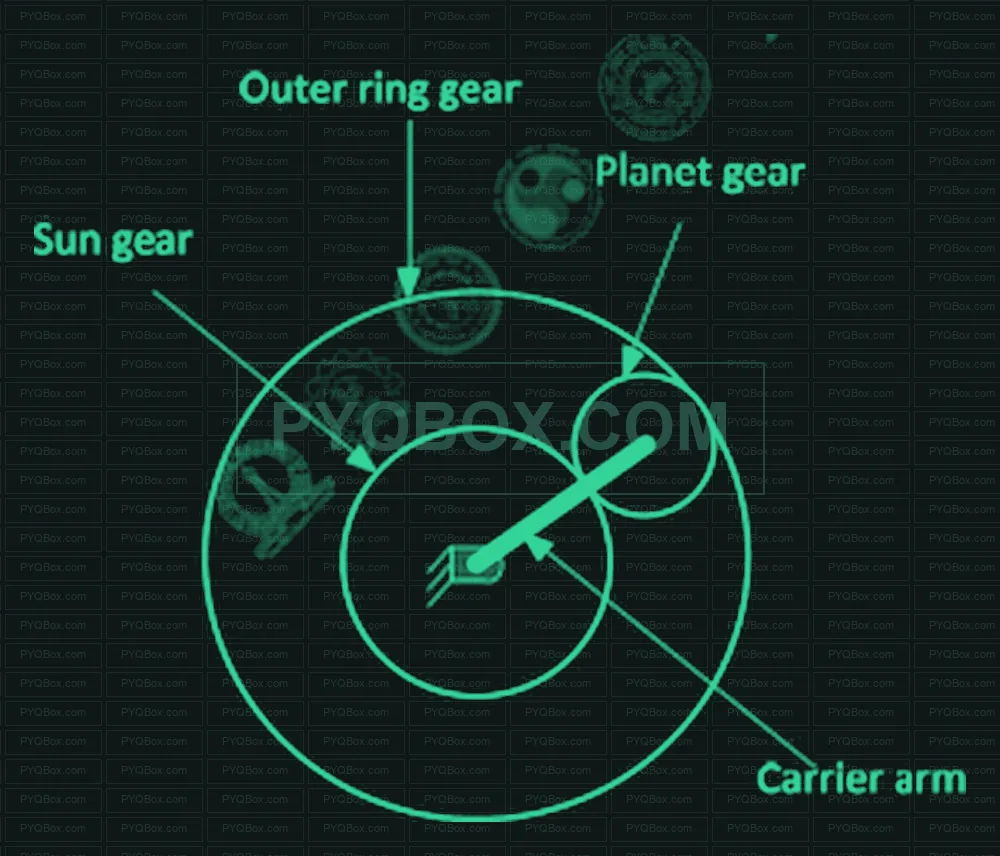 Outer ring gear
Planet gear
Sun gear
PYQBOX.COM
Carrier arm